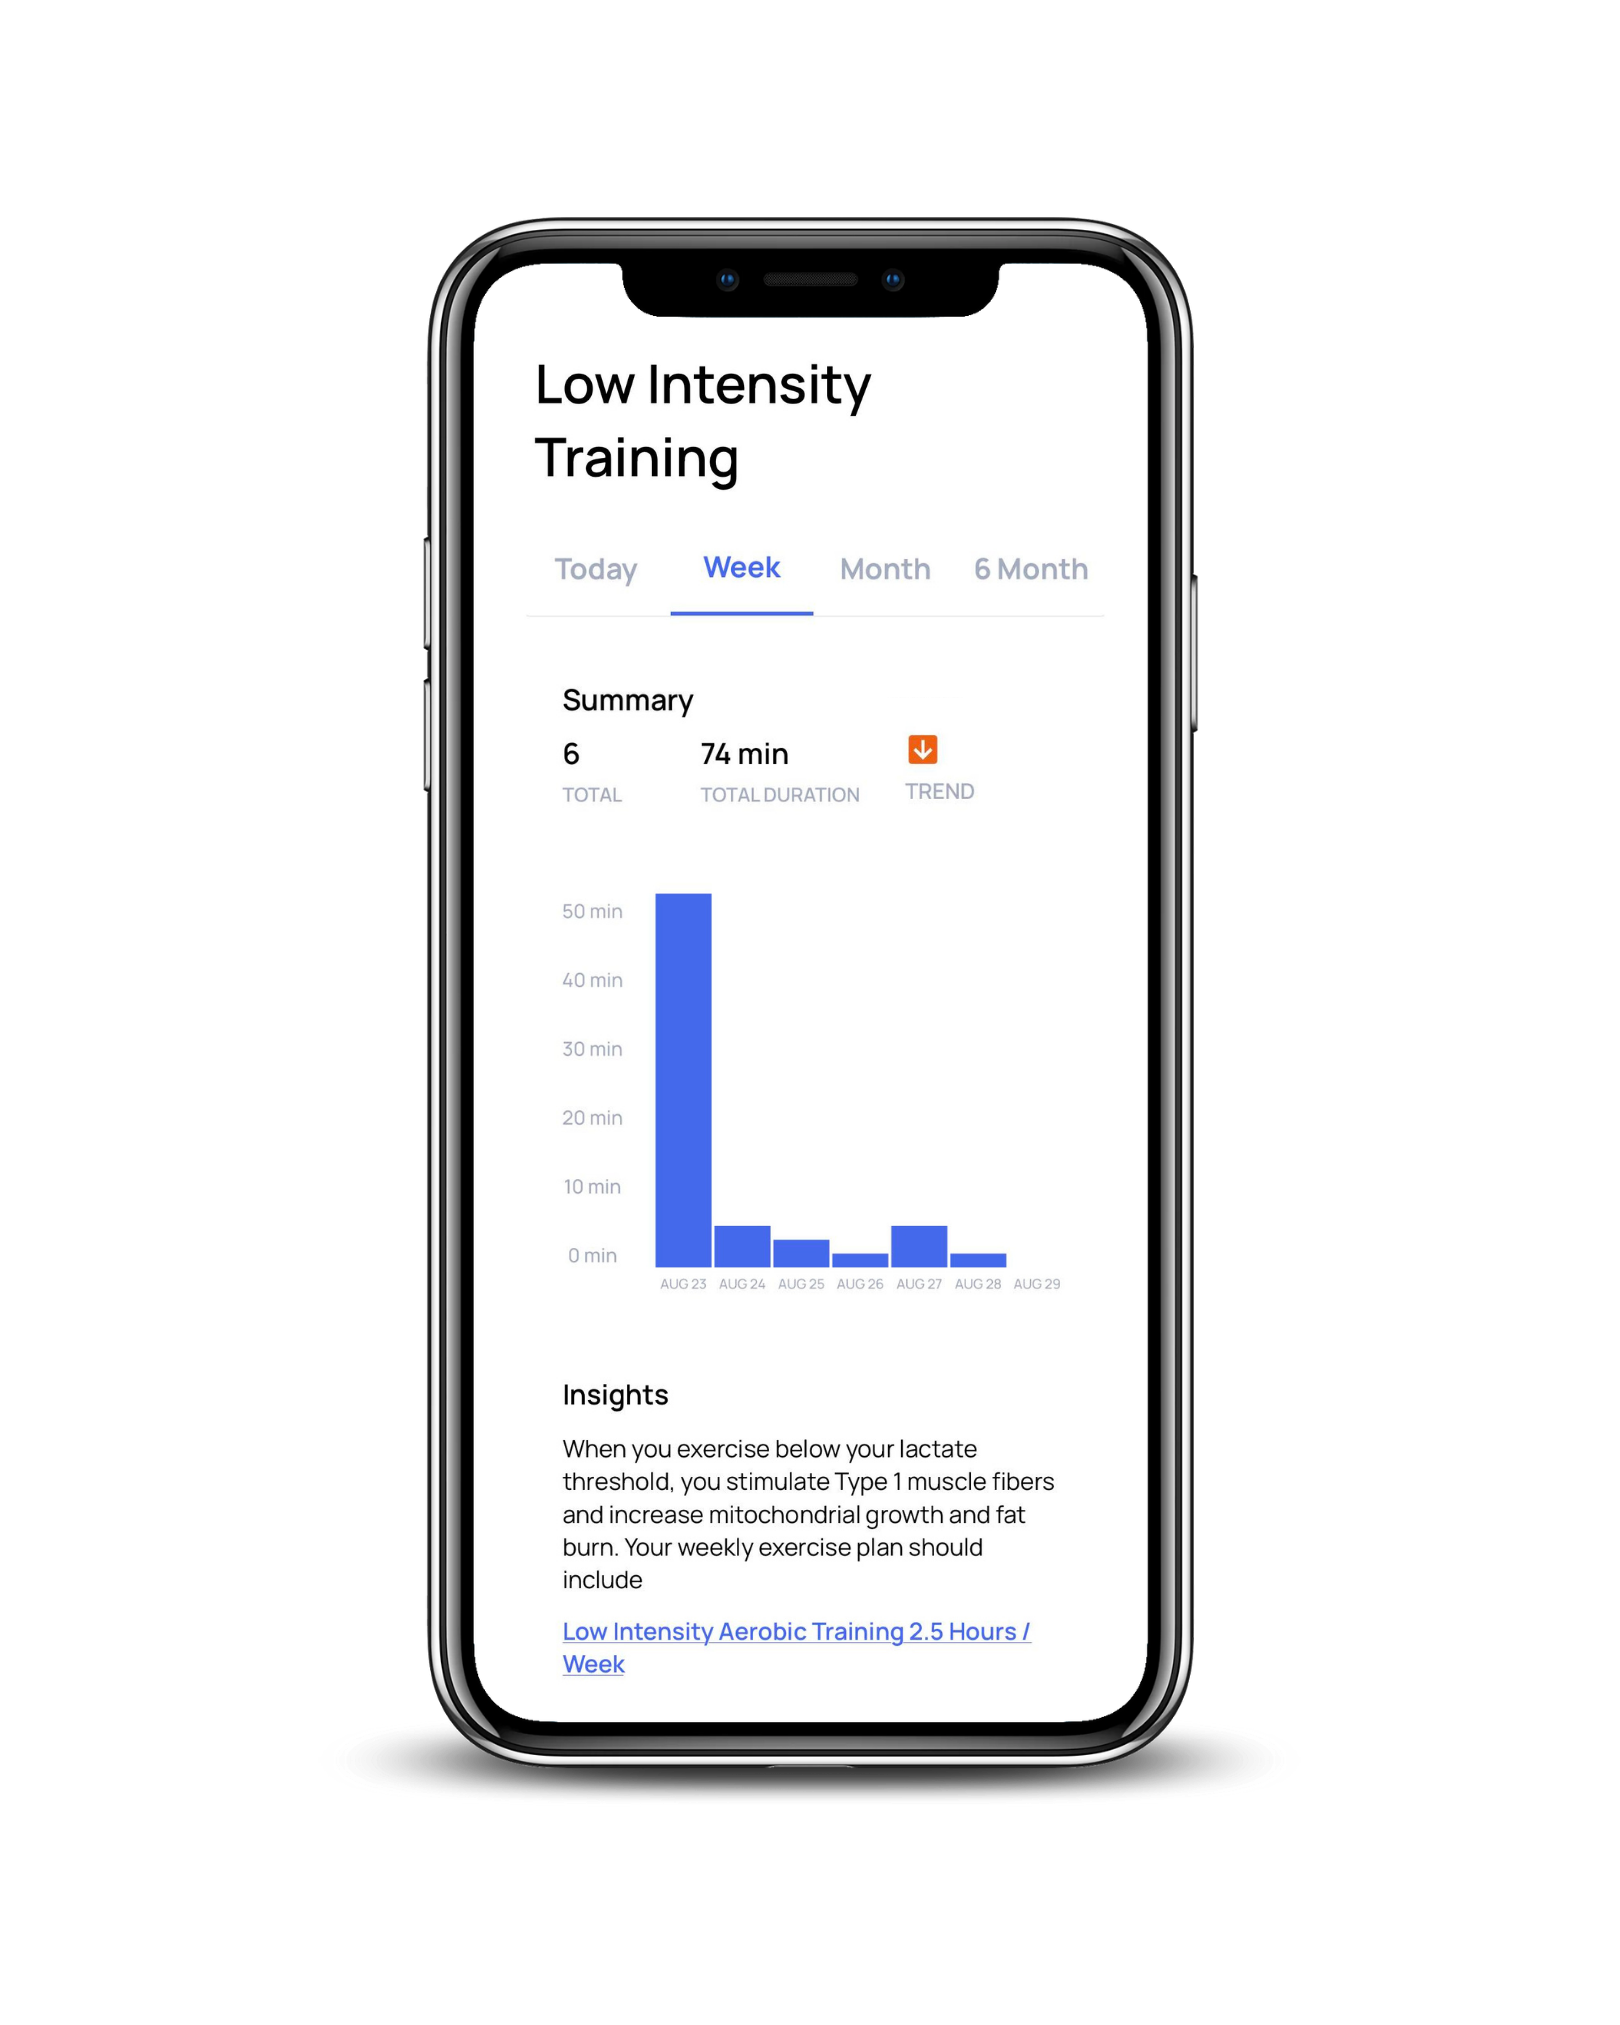 Low Intensity
Training
Today Week Month 6 Month
Summary
6 74 min
TOTAL TOTAL DURATION TREND
50 min
40 min
30 min
20 min
10 min
0 min
AUG 23 AUG 24 AUG 25 AUG 26 AUG 27 AUG 28 AUG 29
Insights
When you exercise below your lactate
threshold, you stimulate Type 1 muscle fibers
and increase mitochondrial growth and fat
burn. Your weekly exercise plan should
include
Low Intensity Aerobic Training 2.5 Hours /
Week